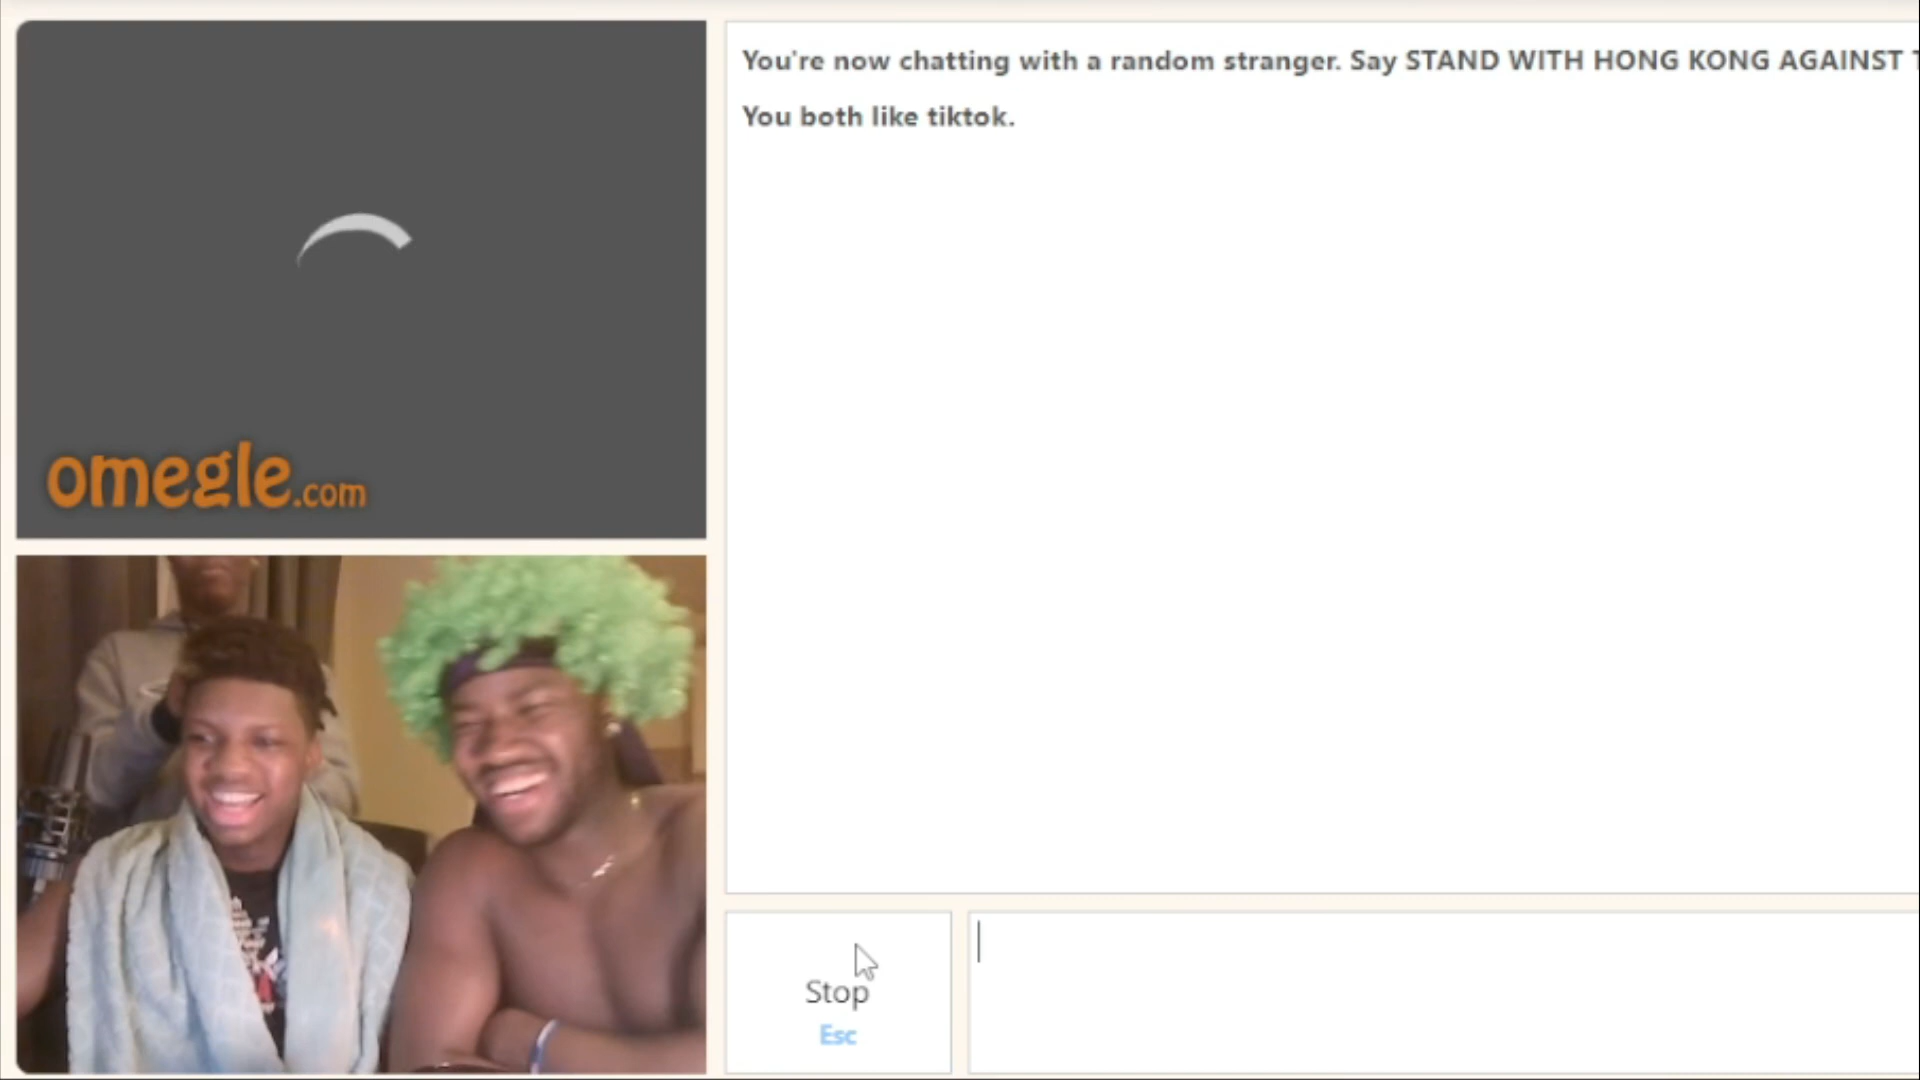 You're now chatting with a random stranger. Say STAND WITH HONG KONG AGAINST
You both like tiktok.
omegle.com
Stop
Esc